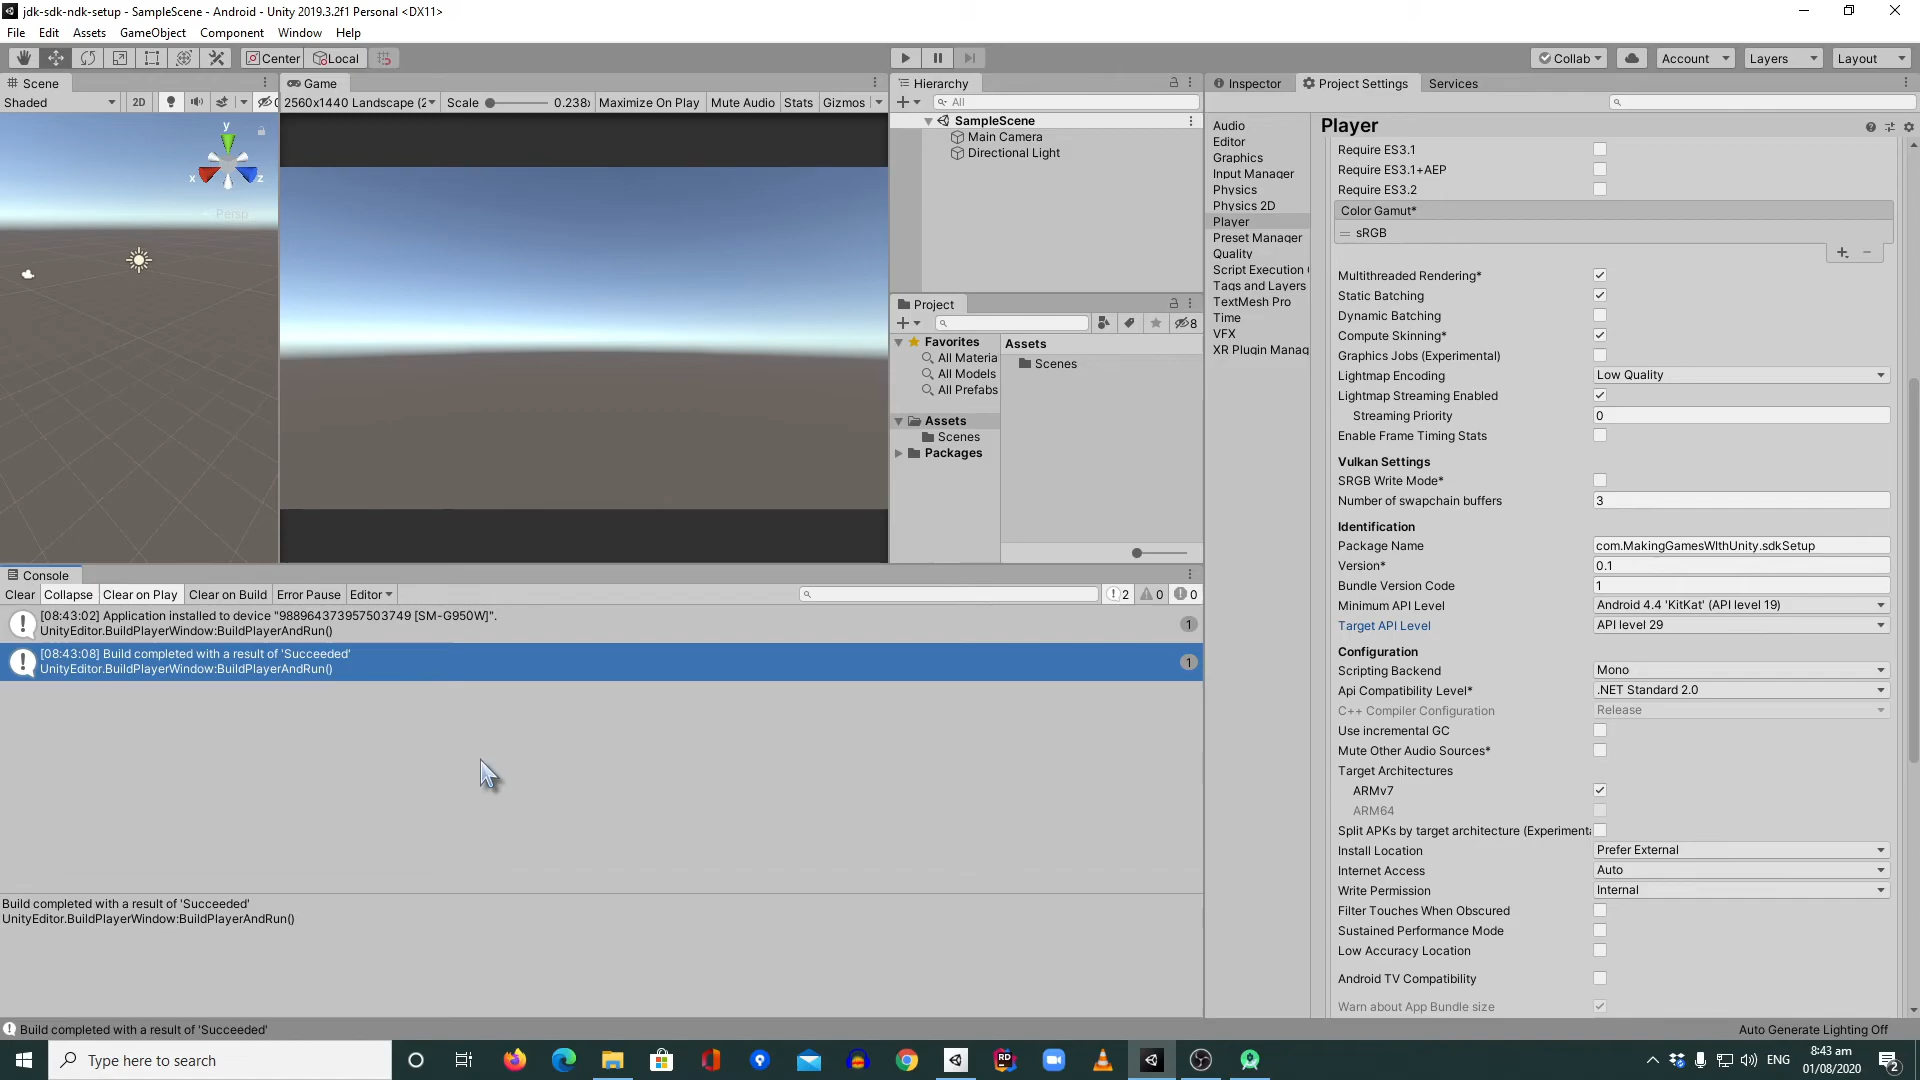 jdk-sdk-ndk-setup - SampleScene - Android - Unity 2019.3.2f1 Personal <DX11>
File Edit Assets GameObject Component Window Help
Center Local
Collab Account Layers Layout
Scene
Shaded 2D
y
x z
Persp
Game
2560x1440 Landscape (2 Scale 0.238 Maximize On Play Mute Audio Stats Gizmos
Hierarchy
All
SampleScene
Main Camera
Directional Light
Project
8
Favorites
All Materia
All Models
All Prefabs
Assets
Scenes
Packages
Assets
Scenes
Console
Clear Collapse Clear on Play Clear on Build Error Pause Editor 2 0 0
[08:43:02] Application installed to device "988964373957503749 [SM-G950W]".
UnityEditor.BuildPlayerWindow:BuildPlayerAndRun()
1
[08:43:08] Build completed with a result of 'Succeeded'
UnityEditor.BuildPlayerWindow:BuildPlayerAndRun()
1
Build completed with a result of 'Succeeded'
UnityEditor.BuildPlayerWindow:BuildPlayerAndRun()
Inspector Project Settings Services
Audio
Editor
Graphics
Input Manager
Physics
Physics 2D
Player
Preset Manager
Quality
Script Execution
Tags and Layers
TextMesh Pro
Time
VFX
XR Plugin Manag
Player
Require ES3.1
Require ES3.1+AEP
Require ES3.2
Color Gamut*
sRGB
Multithreaded Rendering*
Static Batching
Dynamic Batching
Compute Skinning*
Graphics Jobs (Experimental)
Lightmap Encoding Low Quality
Lightmap Streaming Enabled
Streaming Priority 0
Enable Frame Timing Stats
Vulkan Settings
SRGB Write Mode*
Number of swapchain buffers 3
Identification
Package Name com.MakingGamesWIthUnity.sdkSetup
Version* 0.1
Bundle Version Code 1
Minimum API Level Android 4.4 'KitKat' (API level 19)
Target API Level API level 29
Configuration
Scripting Backend Mono
Api Compatibility Level* .NET Standard 2.0
C++ Compiler Configuration Release
Use incremental GC
Mute Other Audio Sources*
Target Architectures
ARMv7
ARM64
Split APKs by target architecture (Experimenta
Install Location Prefer External
Internet Access Auto
Write Permission Internal
Filter Touches When Obscured
Sustained Performance Mode
Low Accuracy Location
Android TV Compatibility
Warn about App Bundle size
Build completed with a result of 'Succeeded' Auto Generate Lighting Off
Type here to search
RD
ENG
8:43 am
01/08/2020
2